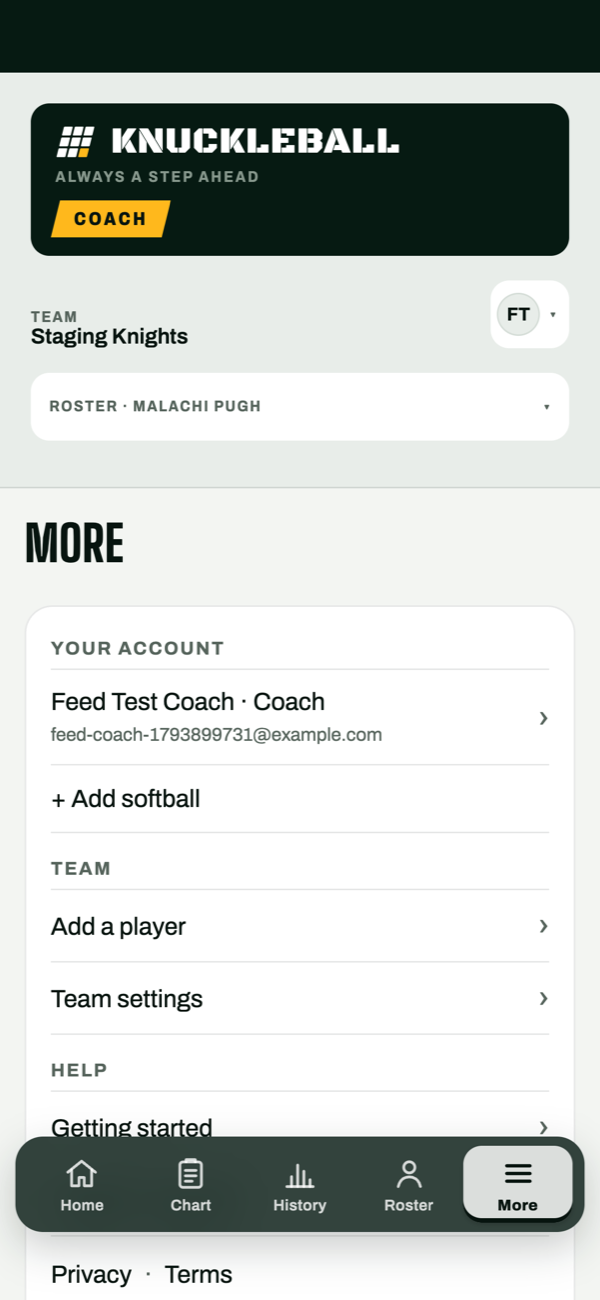 KNUCKLEBALL
ALWAYS A STEP AHEAD
COACH
TEAM
Staging Knights
FT ▾
ROSTER · MALACHI PUGH ▾
MORE
YOUR ACCOUNT
Feed Test Coach · Coach
feed-coach-1793899731@example.com
+ Add softball
TEAM
Add a player
Team settings
HELP
Getting started
Home Chart History Roster More
Privacy · Terms